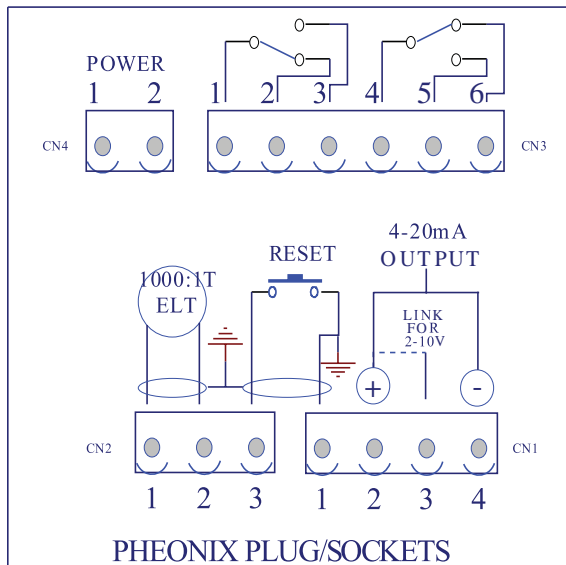 POWER
1 2
1 2 3 4 5 6
CN4
CN3
4-20mA
OUTPUT
RESET
1000:1T
ELT
LINK
FOR
2-10V
+ -
CN2
CN1
1 2 3
1 2 3 4
PHEONIX PLUG/SOCKETS